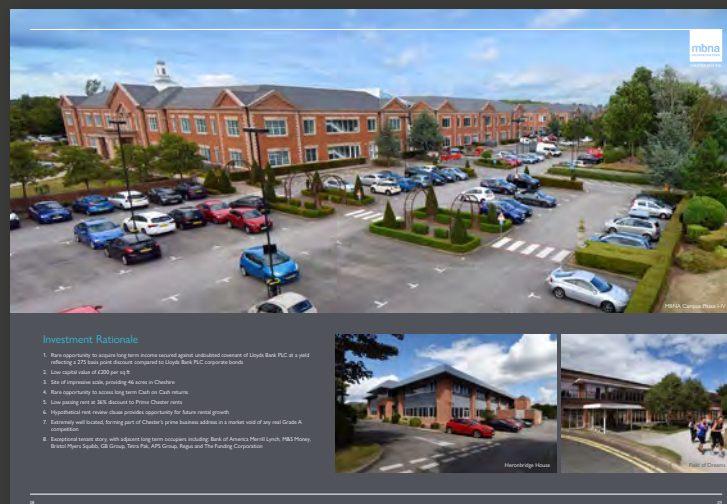 mbna
MBNA Campus Phase I-IV
Investment Rationale
1. Rare opportunity to acquire long term income secured against undoubted covenant of Lloyds Bank PLC at a yield
reflecting a 275 basis point discount compared to Lloyds Bank PLC corporate bonds
2. Low capital value of £200 per sq ft
3. Site of impressive scale, providing 46 acres in Cheshire
4. Rare opportunity to access long term Cash on Cash returns
5. Low passing rent at 36% discount to Prime Chester rents
6. Hypothetical rent review clause provides opportunity for future rental growth
7. Extremely well located, forming part of Chester's prime business address in a market void of any real Grade A
competition
8. Exceptional tenant story, with adjacent long term occupiers including: Bank of America Merrill Lynch, M&S Money,
Bristol Myers Squibb, GB Group, Tetra Pak, APS Group, Regus and The Funding Corporation
Heronbridge House
Field of Dreams